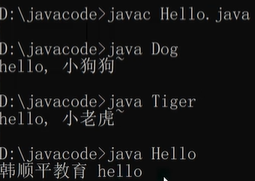 D:\javacode>javac Hello.java
D:\javacode>java Dog
hello, 小狗狗~
D:\javacode>java Tiger
hello, 小老虎~
D:\javacode>java Hello
韩顺平教育 hello